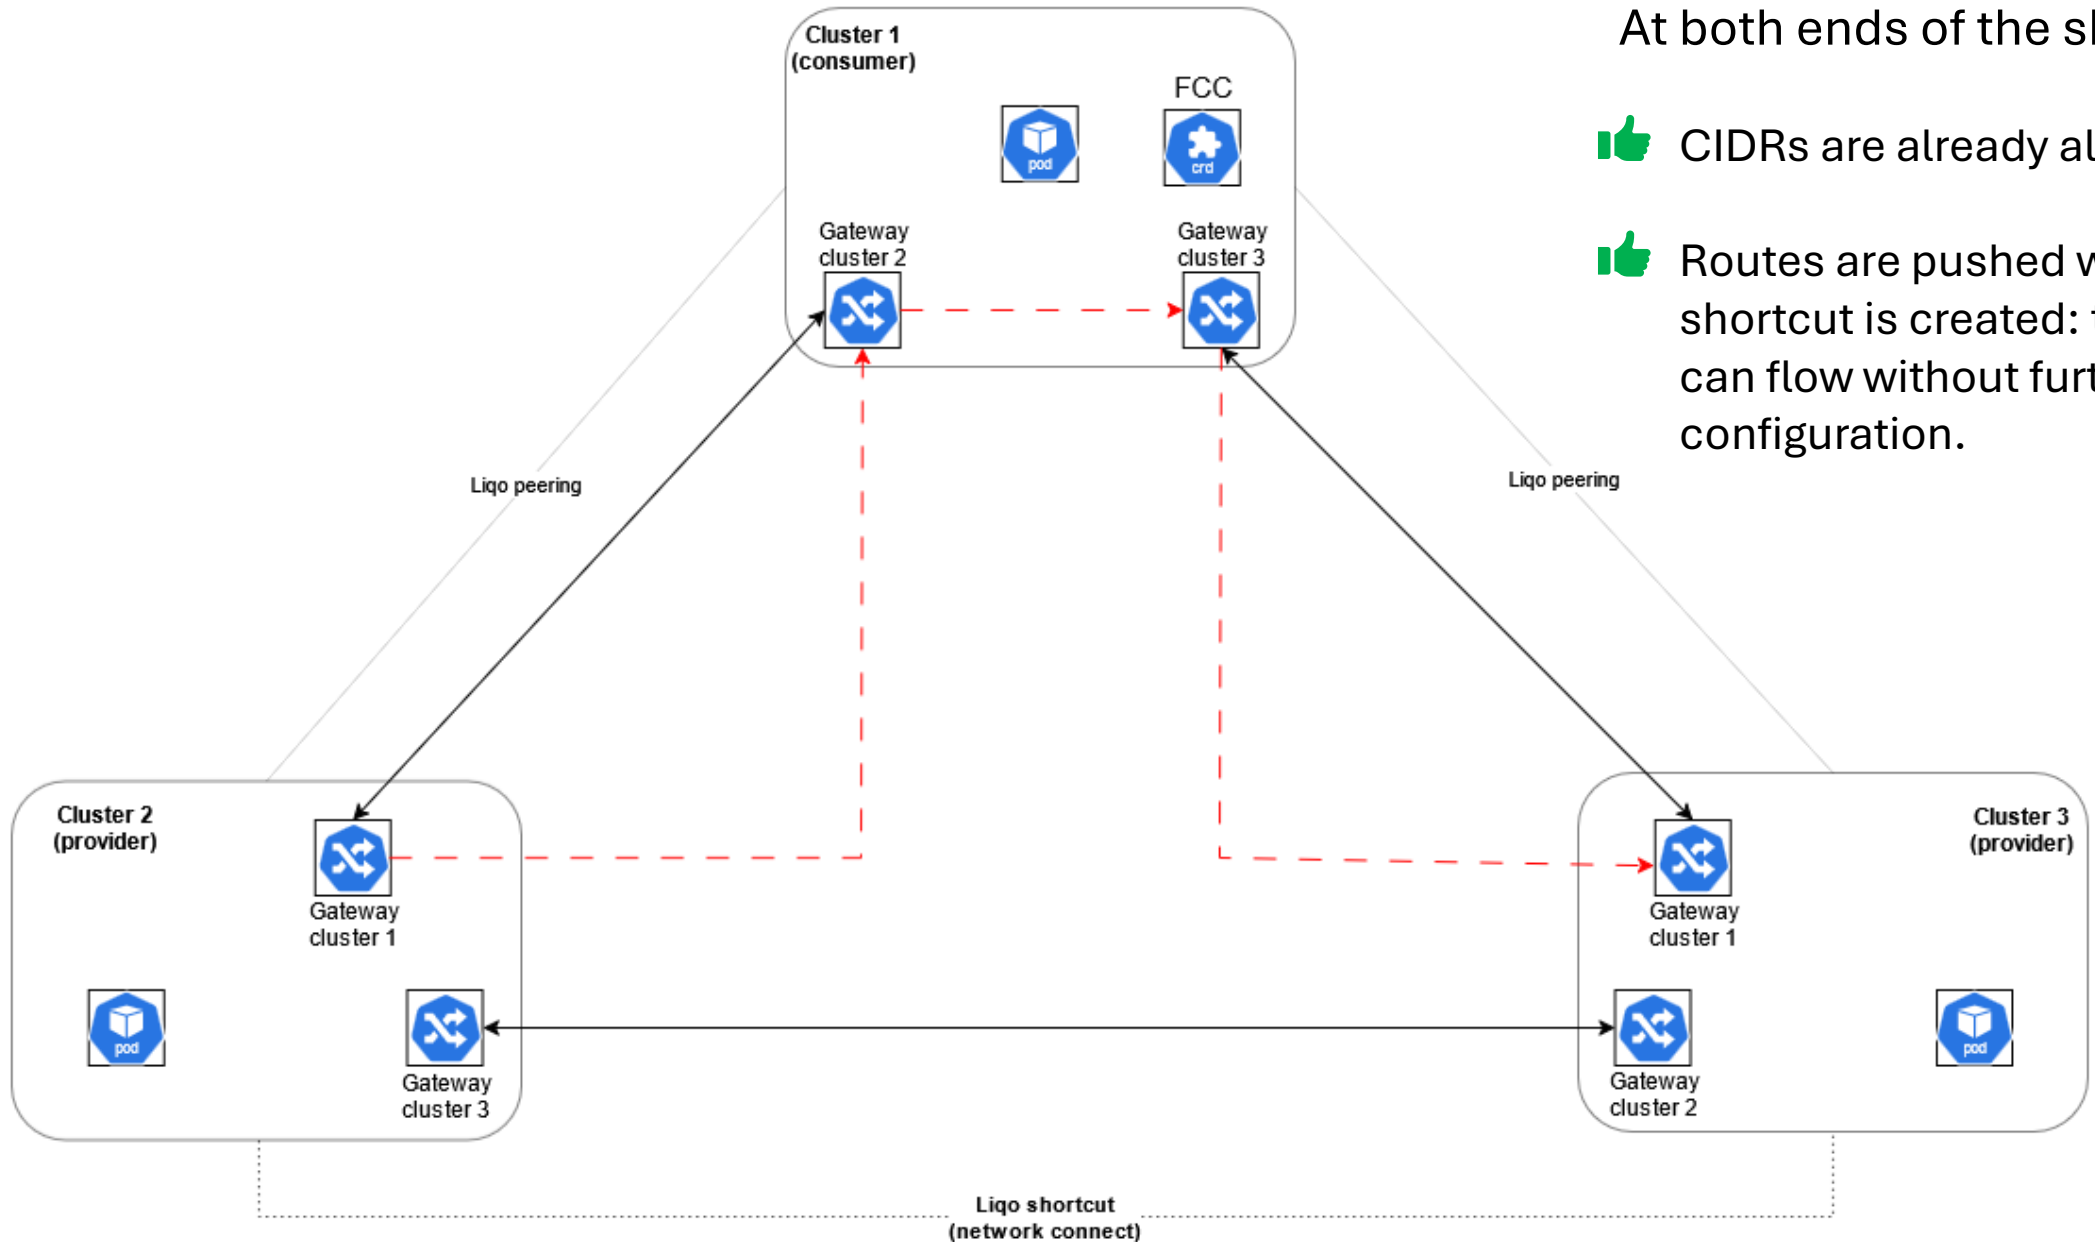 Cluster 1
(consumer)
FCC
pod
crd
Gateway
cluster 2
Gateway
cluster 3
At both ends of the
CIDRs are already
Routes are pushed
shortcut is created:
can flow without
configuration.
Liqo peering
Liqo peering
Cluster 2
(provider)
Gateway
cluster 1
pod
Gateway
cluster 3
Cluster 3
(provider)
Gateway
cluster 1
Gateway
cluster 2
pod
Liqo shortcut
(network connect)